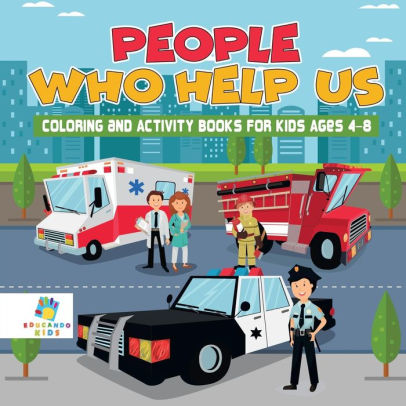 PEOPLE
WHO HELP US
COLORING AND ACTIVITY BOOKS FOR KIDS AGES 4-8
EDUCANDO
KIDS